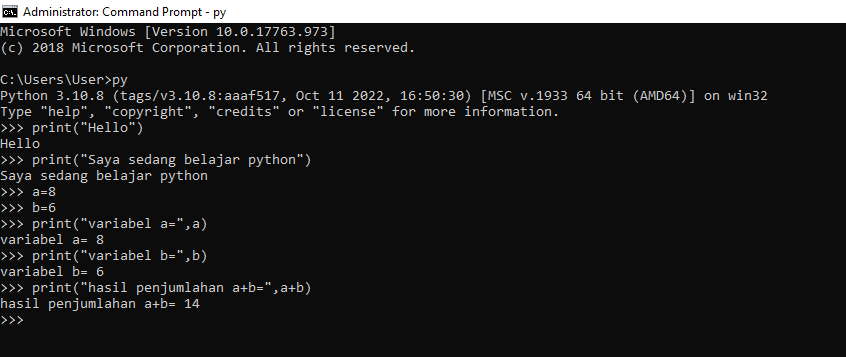 Administrator: Command Prompt - py
Microsoft Windows [Version 10.0.17763.973]
(c) 2018 Microsoft Corporation. All rights reserved.
C:\Users\User>py
Python 3.10.8 (tags/v3.10.8:aaaf517, Oct 11 2022, 16:50:30) [MSC v.1933 64 bit (AMD64)] on win32
Type "help", "copyright", "credits" or "license" for more information.
>>> print("Hello")
Hello
>>> print("Saya sedang belajar python")
Saya sedang belajar python
>>> a=8
>>> b=6
>>> print("variabel a=",a)
variabel a= 8
>>> print("variabel b=",b)
variabel b= 6
>>> print("hasil penjumlahan a+b=",a+b)
hasil penjumlahan a+b= 14
>>>